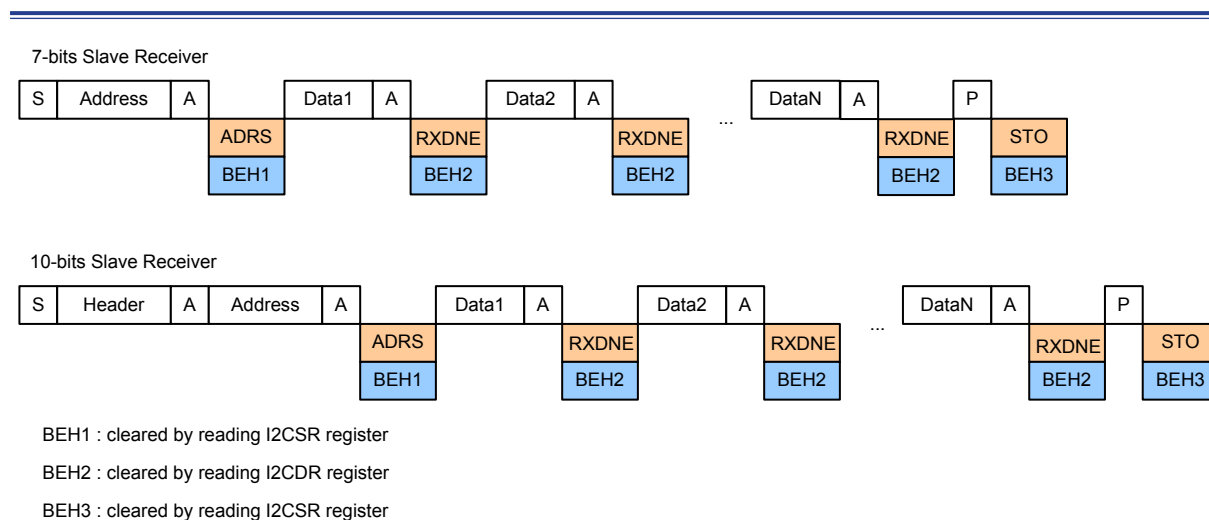 7-bits Slave Receiver
S Address A Data1 A Data2 A ... DataN A P
ADRS RXDNE RXDNE RXDNE STO
BEH1 BEH2 BEH2 BEH2 BEH3
10-bits Slave Receiver
S Header A Address A Data1 A Data2 A ... DataN A P
ADRS RXDNE RXDNE RXDNE STO
BEH1 BEH2 BEH2 BEH2 BEH3
BEH1 : cleared by reading I2CSR register
BEH2 : cleared by reading I2CDR register
BEH3 : cleared by reading I2CSR register